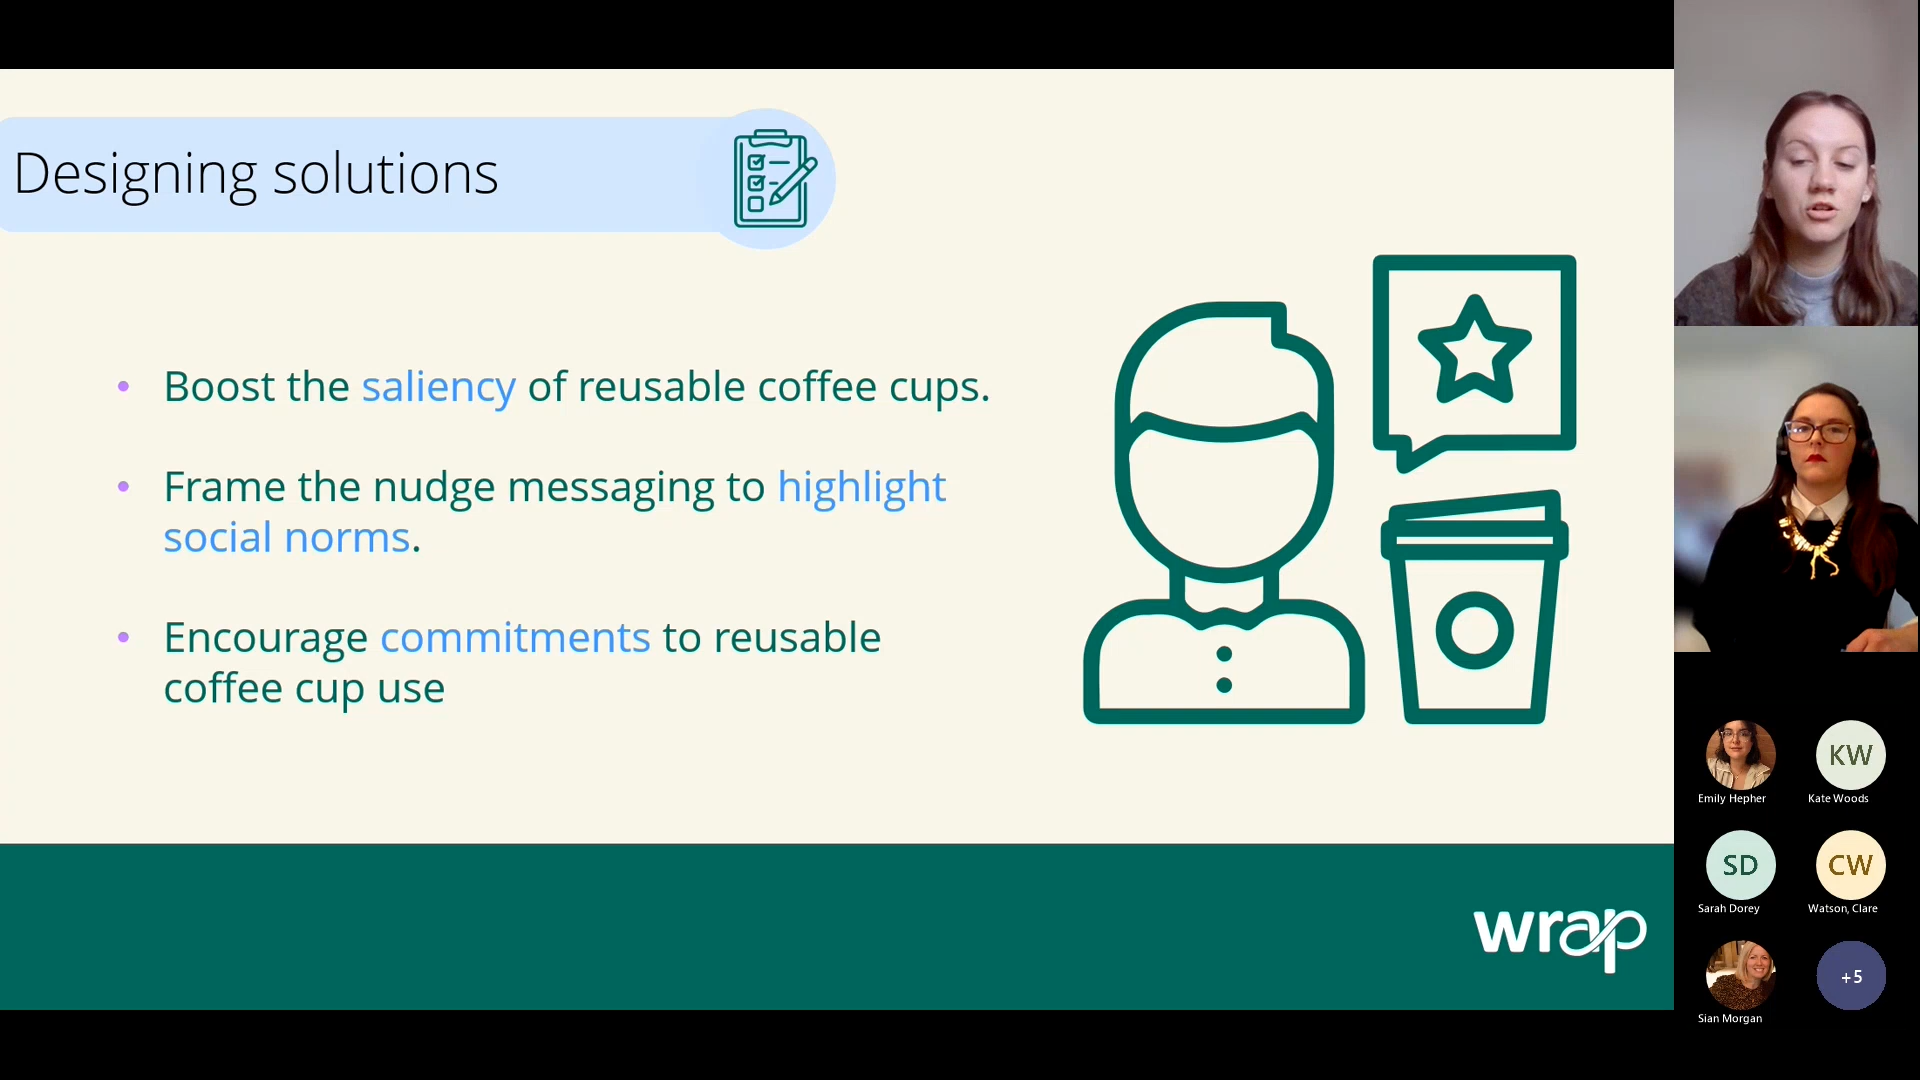 Designing solutions
• Boost the saliency of reusable coffee cups.
• Frame the nudge messaging to highlight
social norms.
• Encourage commitments to reusable
coffee cup use
wrap
KW
Emily Hepher
Kate Woods
SD
CW
Sarah Dorey
Watson, Clare
+5
Sian Morgan